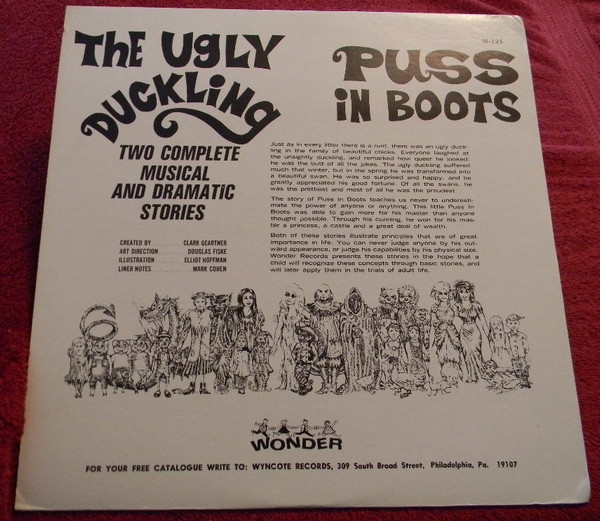 THE UGLY
DUCKLING
W-121
PUSS
IN BOOTS
TWO COMPLETE
MUSICAL
AND DRAMATIC
STORIES
CREATED BY CLARK GEARTNER
ART DIRECTION DOUGLAS FISKE
ILLUSTRATION ELLIOT HOFFMAN
LINER NOTES MARK COHEN
Just as in every litter there is a runt, there was an ugly duck-
ling in the family of beautiful chicks. Everyone laughed at
the unsightly duckling, and remarked how queer he looked;
he was the butt of all the jokes. The ugly duckling suffered
much that winter, but in the spring he was transformed into
a beautiful swan. He was so surprised and happy, and he
greatly appreciated his good fortune. Of all the swans, he
was the prettiest and most of all he was the proudest.
The story of Puss In Boots teaches us never to underesti-
mate the power of anyone or anything. This little Puss In
Boots was able to gain more for his master than anyone
thought possible. Through his cunning, he won for his mas-
ter a princess, a castle and a great deal of wealth.
Both of these stories illustrate principles that are of great
importance in life. You can never judge anyone by his out-
ward appearance, or judge his capabilities by his physical size.
Wonder Records presents these stories in the hope that a
child will recognize these concepts through basic stories, and
will later apply them in the trials of adult life.
WONDER
FOR YOUR FREE CATALOGUE WRITE TO: WYNCOTE RECORDS, 309 South Broad Street, Philadelphia, Pa. 19107